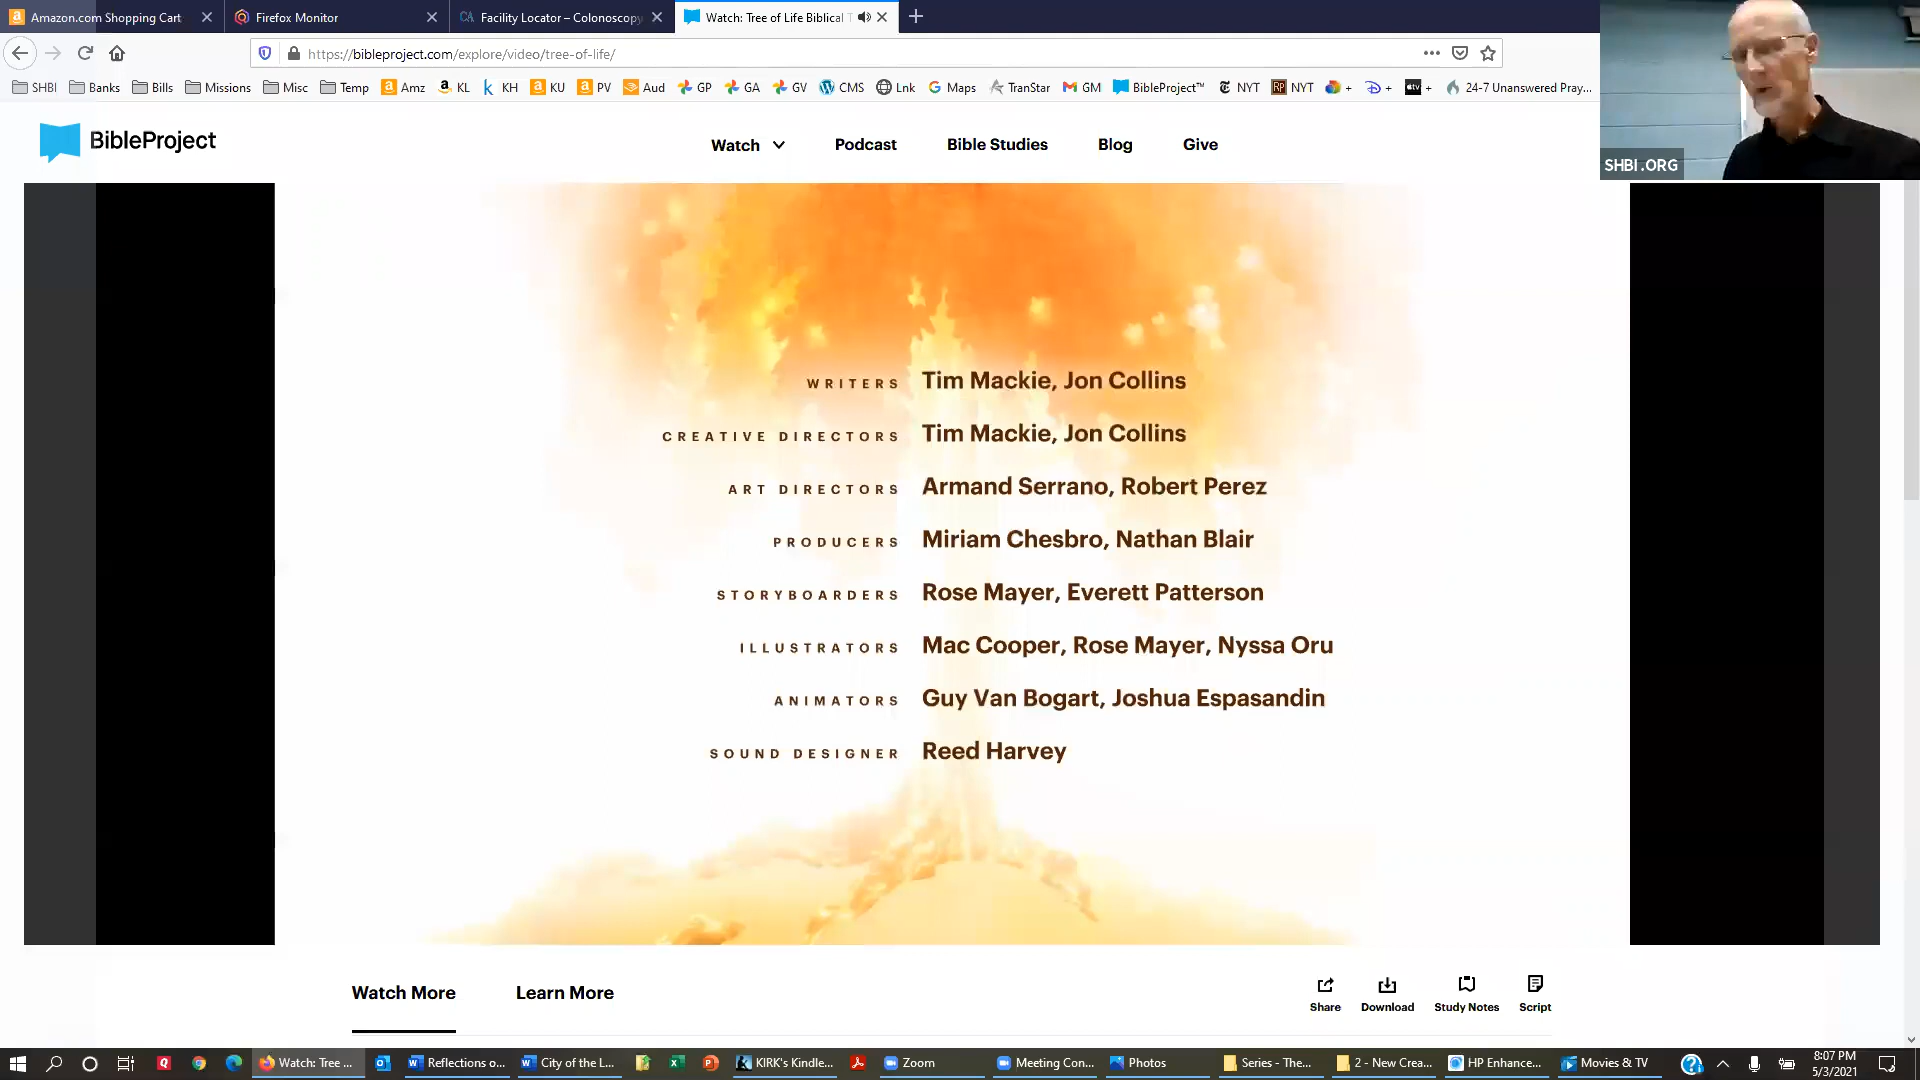 Amazon.com Shopping Cart
Firefox Monitor
Facility Locator – Colonoscopy
Watch: Tree of Life Biblical T
https://bibleproject.com/explore/video/tree-of-life/
SHBI Banks Bills Missions Misc Temp Amz KL KH KU PV Aud GP GA GV CMS Lnk Maps TranStar GM BibleProject™ NYT NYT + + + 24-7 Unanswered Pray...
SHBI.ORG
BibleProject
Watch Podcast Bible Studies Blog Give
WRITERS Tim Mackie, Jon Collins
CREATIVE DIRECTORS Tim Mackie, Jon Collins
ART DIRECTORS Armand Serrano, Robert Perez
PRODUCERS Miriam Chesbro, Nathan Blair
STORYBOARDERS Rose Mayer, Everett Patterson
ILLUSTRATORS Mac Cooper, Rose Mayer, Nyssa Oru
ANIMATORS Guy Van Bogart, Joshua Espasandin
SOUND DESIGNER Reed Harvey
Watch More Learn More
Share Download Study Notes Script
Watch: Tree ... Reflections o... City of the L... KIRK's Kindle... Zoom Meeting Con... Photos Series - The... 2 - New Crea... HP Enhance... Movies & TV
8:07 PM
5/3/2021